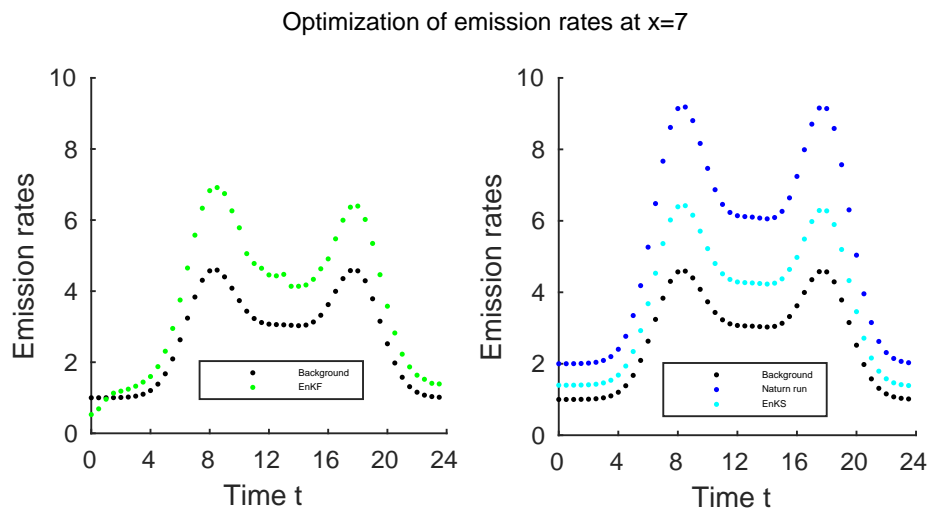 Optimization of emission rates at x=7
10
8
6
4
2
0
Emission rates
0 4 8 12 16 20 24
Time t
Background
EnKF
10
8
6
4
2
0
Emission rates
0 4 8 12 16 20 24
Time t
Background
Naturn run
EnKS